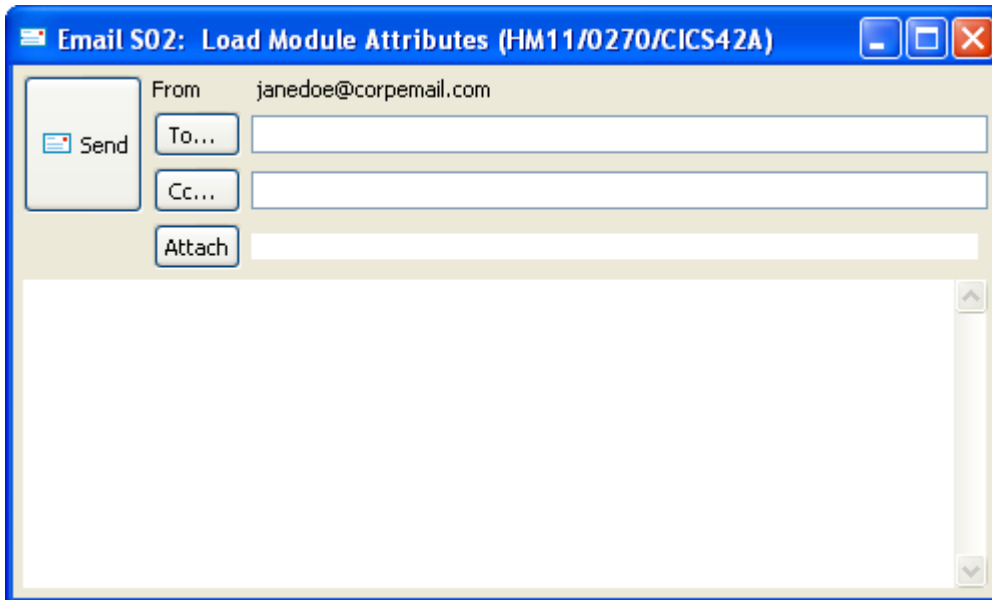 Email S02: Load Module Attributes (HM11/0270/CICS42A)
Send
From janedoe@corpemail.com
To...
Cc...
Attach